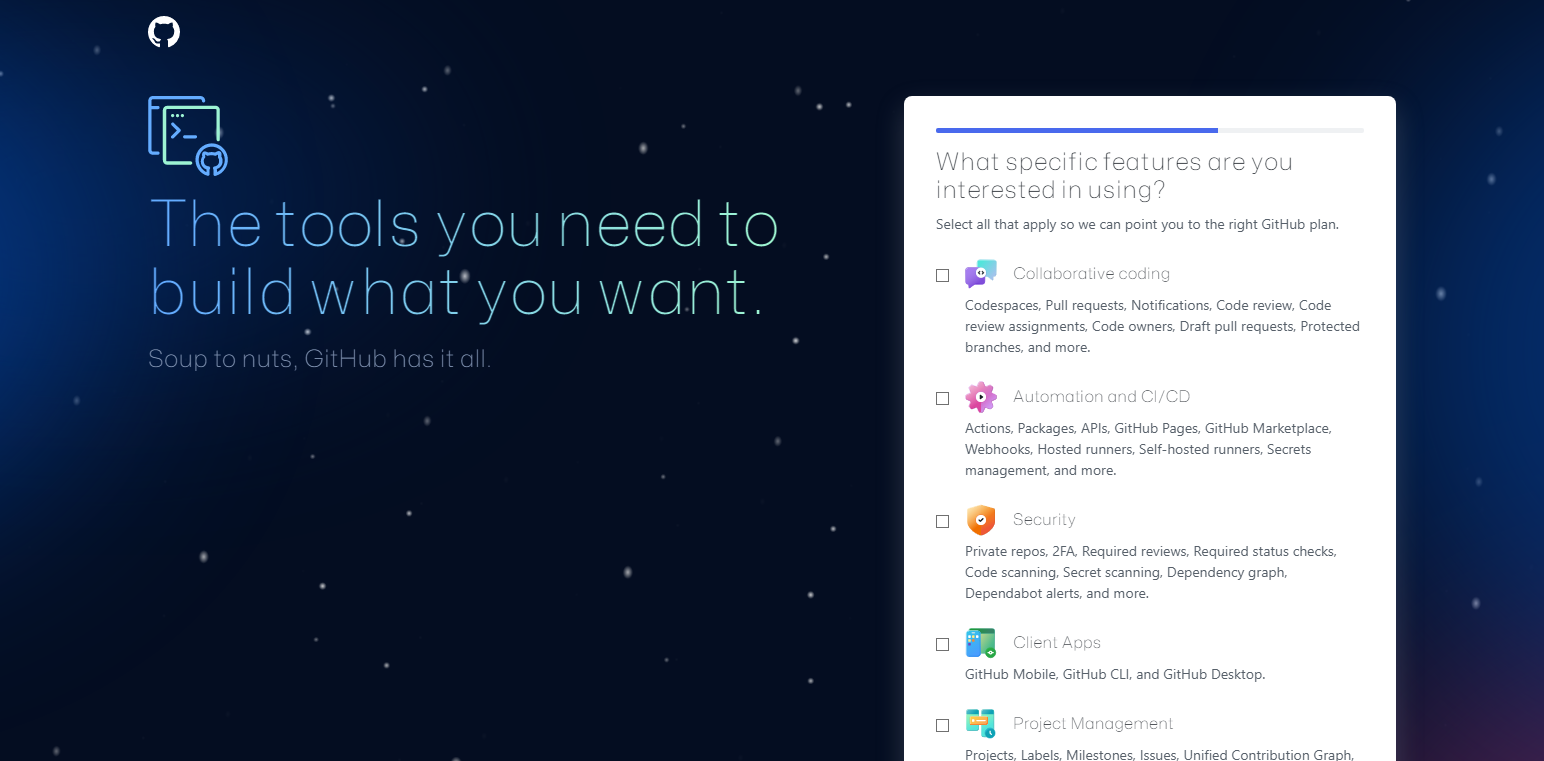 The tools you need to
build what you want.
Soup to nuts, GitHub has it all.
What specific features are you
interested in using?
Select all that apply so we can point you to the right GitHub plan.
Collaborative coding
Codespaces, Pull requests, Notifications, Code review, Code
review assignments, Code owners, Draft pull requests, Protected
branches, and more.
Automation and CI/CD
Actions, Packages, APIs, GitHub Pages, GitHub Marketplace,
Webhooks, Hosted runners, Self-hosted runners, Secrets
management, and more.
Security
Private repos, 2FA, Required reviews, Required status checks,
Code scanning, Secret scanning, Dependency graph,
Dependabot alerts, and more.
Client Apps
GitHub Mobile, GitHub CLI, and GitHub Desktop.
Project Management
Projects, Labels, Milestones, Issues, Unified Contribution Graph,